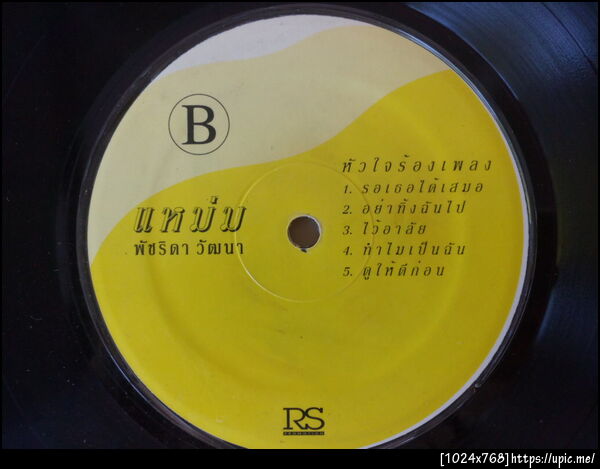 B
หัวใจร้องเพลง
1. รอเธอได้เสมอ
2. อย่าทิ้งฉันไป
3. ไว้อาลัย
4. ทำไมเป็นฉัน
5. ดูให้ดีก่อน
แหม่ม
พัชริดา วัฒนา
RS
PROMOTION
[1024x768]https://upic.me/